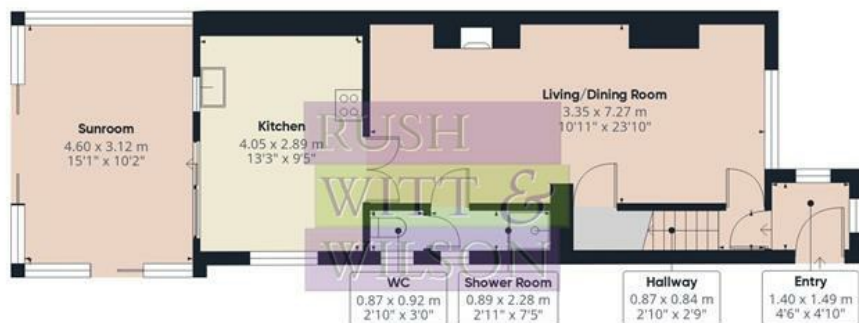 Sunroom
4.60 x 3.12 m
15'1" x 10'2"
Kitchen
4.05 x 2.89 m
13'3" x 9'5"
Living/Dining Room
3.35 x 7.27 m
10'11" x 23'10"
RUSH
WITT &
WILSON
WC
0.87 x 0.92 m
2'10" x 3'0"
Shower Room
0.89 x 2.28 m
2'11" x 7'5"
Hallway
0.87 x 0.84 m
2'10" x 2'9"
Entry
1.40 x 1.49 m
4'6" x 4'10"